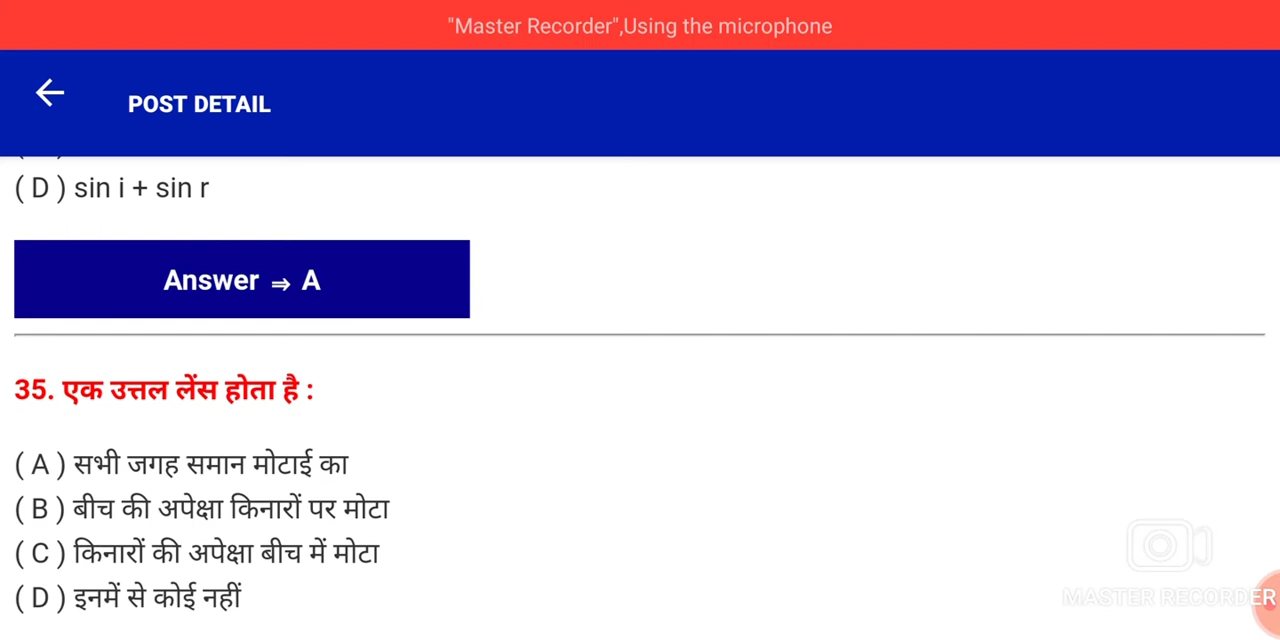 "Master Recorder",Using the microphone
POST DETAIL
( D ) sin i + sin r
Answer ⇒ A
35. एक उत्तल लेंस होता है :
( A ) सभी जगह समान मोटाई का
( B ) बीच की अपेक्षा किनारों पर मोटा
( C ) किनारों की अपेक्षा बीच में मोटा
( D ) इनमें से कोई नहीं
MASTER RECORDER